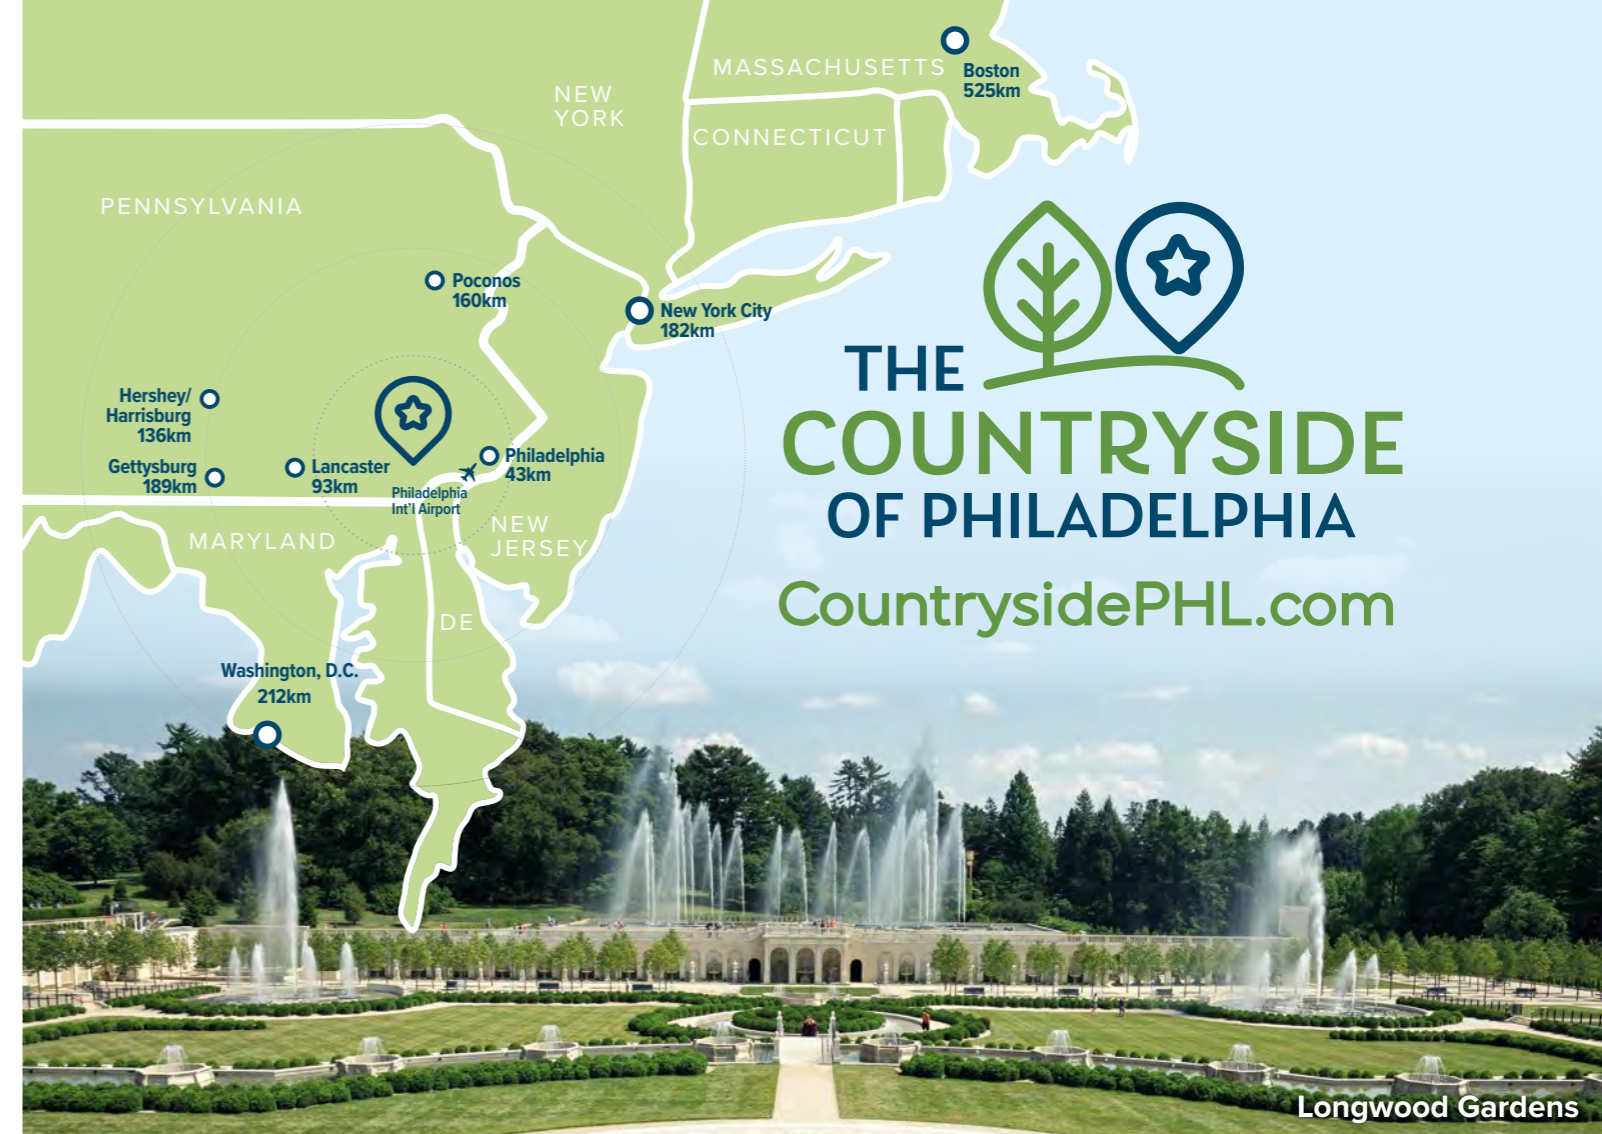 MASSACHUSETTS
Boston
525km
NEW
YORK
CONNECTICUT
PENNSYLVANIA
Poconos
160km
New York City
182km
Hershey/
Harrisburg
136km
Gettysburg
189km
Lancaster
93km
Philadelphia
43km
Philadelphia
Int'l Airport
MARYLAND
NEW
JERSEY
DE
Washington, D.C.
212km
THE
COUNTRYSIDE
OF PHILADELPHIA
CountrysidePHL.com
Longwood Gardens